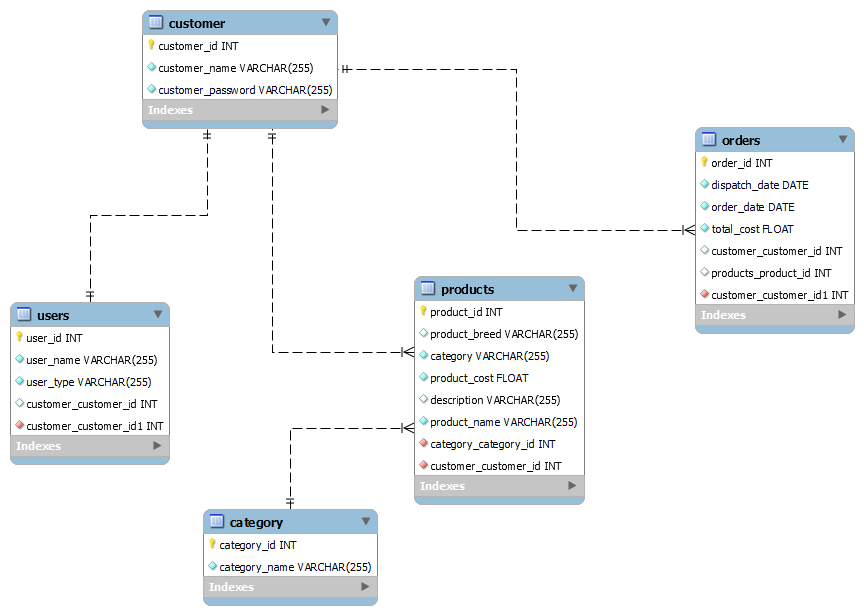 customer
customer_id INT
customer_name VARCHAR(255)
customer_password VARCHAR(255)
Indexes
orders
order_id INT
dispatch_date DATE
order_date DATE
total_cost FLOAT
customer_customer_id INT
products_product_id INT
customer_customer_id1 INT
Indexes
products
product_id INT
product_breed VARCHAR(255)
category VARCHAR(255)
product_cost FLOAT
description VARCHAR(255)
product_name VARCHAR(255)
category_category_id INT
customer_customer_id INT
Indexes
users
user_id INT
user_name VARCHAR(255)
user_type VARCHAR(255)
customer_customer_id INT
customer_customer_id1 INT
Indexes
category
category_id INT
category_name VARCHAR(255)
Indexes